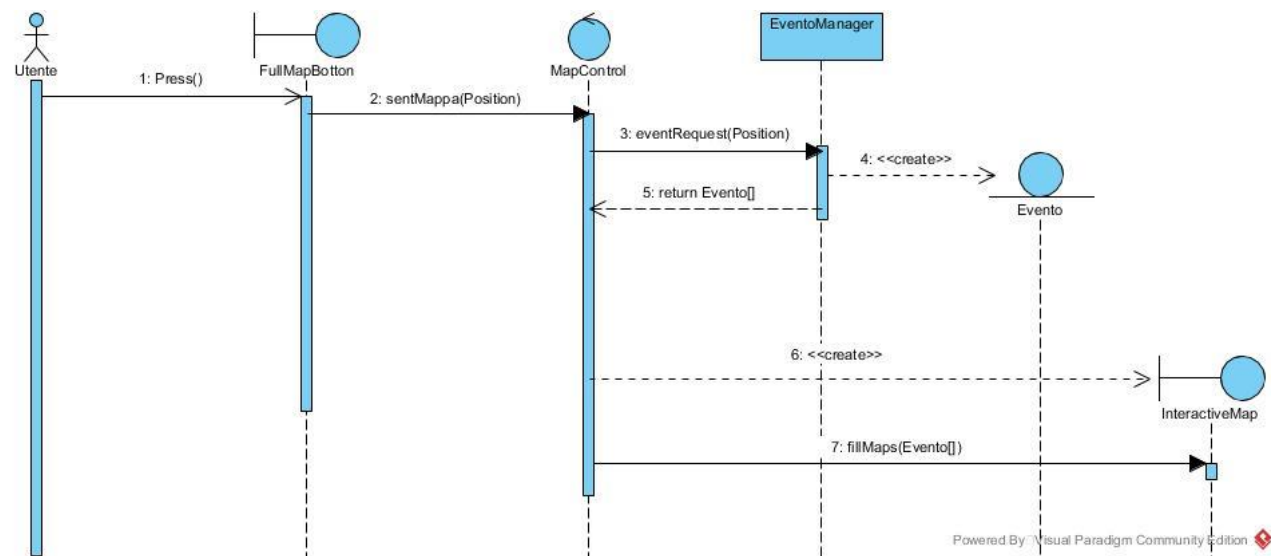 EventoManager
Utente
FullMapBotton
MapControl
1: Press()
2: sentMappa(Position)
3: eventRequest(Position)
4: <<create>>
5: return Evento[]
Evento
6: <<create>>
InteractiveMap
7: fillMaps(Evento[])
Powered By Visual Paradigm Community Edition